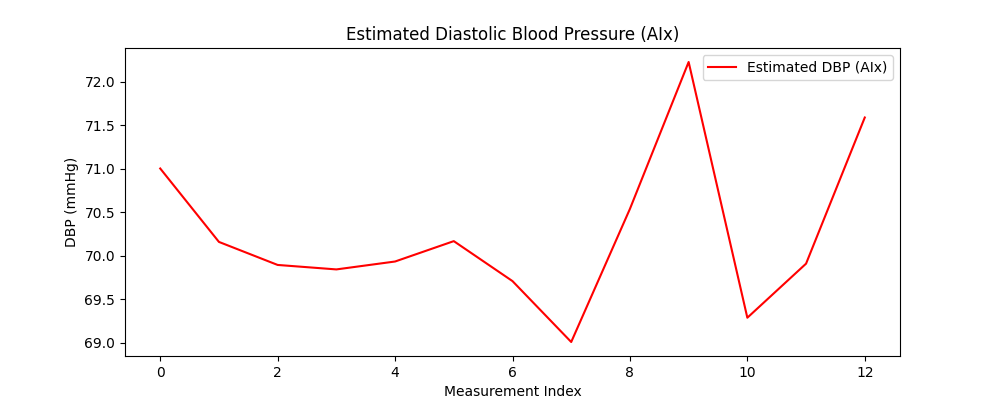 Estimated Diastolic Blood Pressure (AIx)
Estimated DBP (AIx)
DBP (mmHg)
72.0
71.5
71.0
70.5
70.0
69.5
69.0
0 2 4 6 8 10 12
Measurement Index